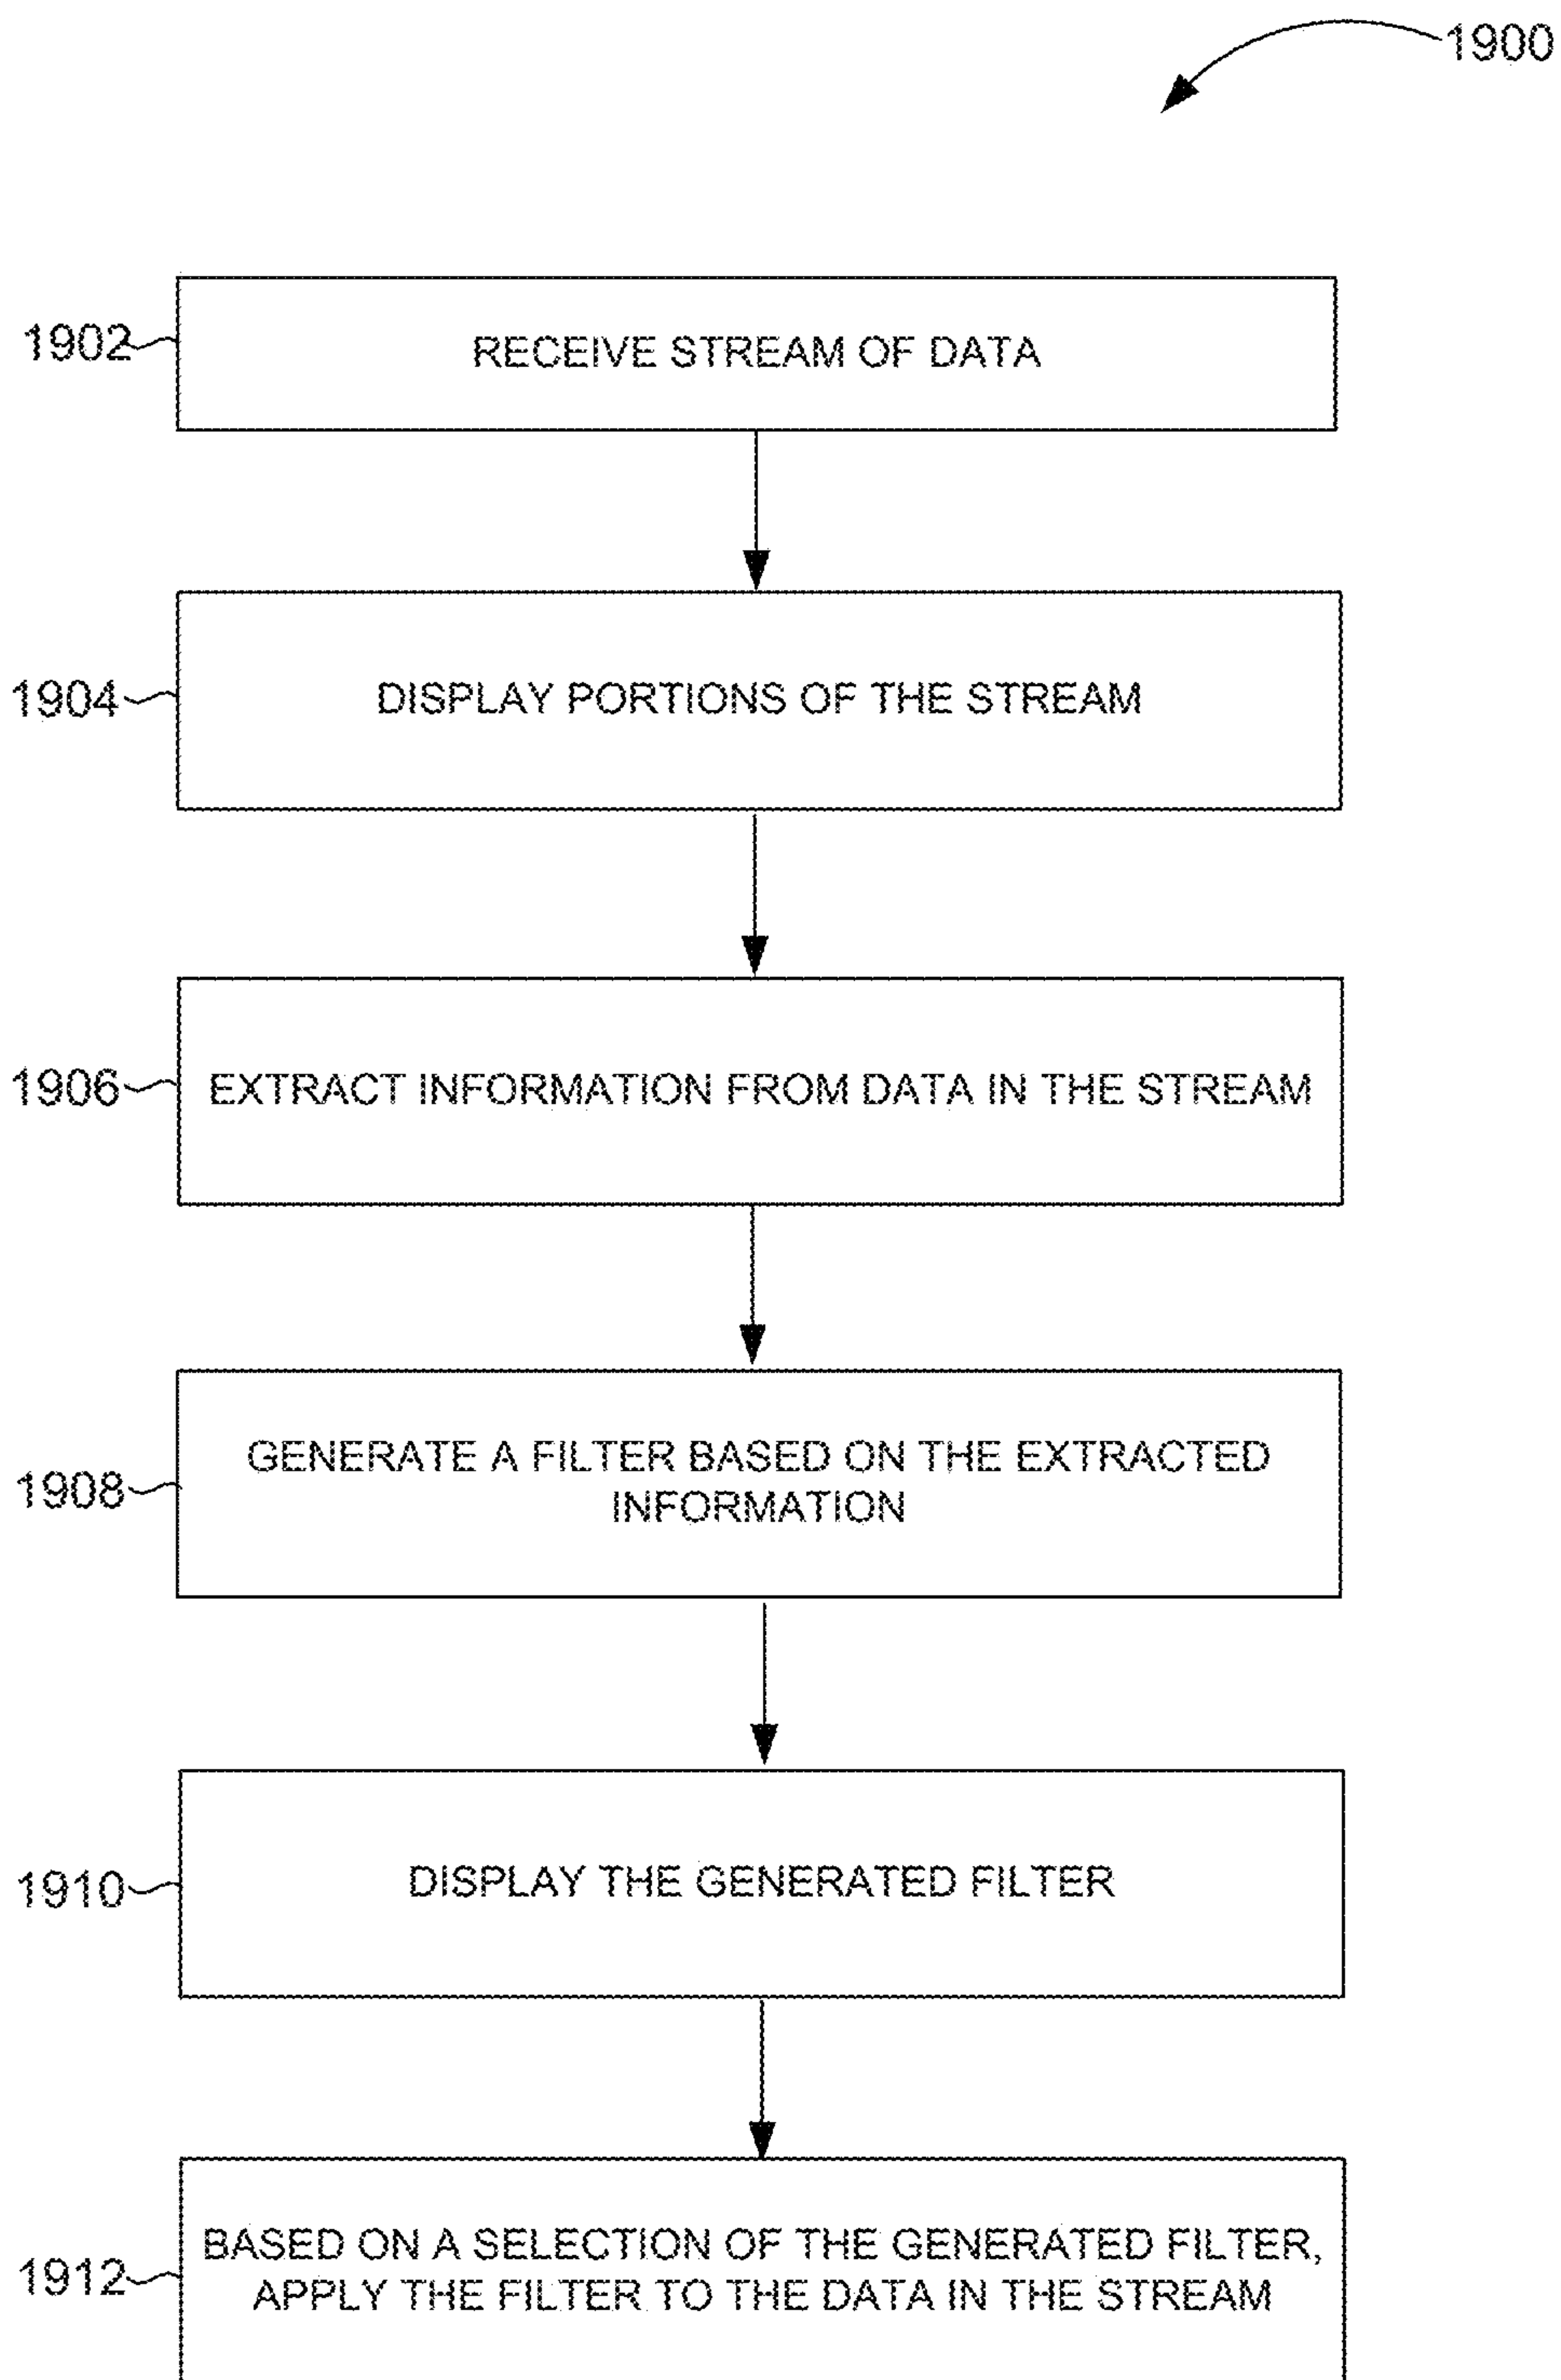 1900
1902
RECEIVE STREAM OF DATA
1904
DISPLAY PORTIONS OF THE STREAM
1906
EXTRACT INFORMATION FROM DATA IN THE STREAM
1908
GENERATE A FILTER BASED ON THE EXTRACTED
INFORMATION
1910
DISPLAY THE GENERATED FILTER
1912
BASED ON A SELECTION OF THE GENERATED FILTER,
APPLY THE FILTER TO THE DATA IN THE STREAM